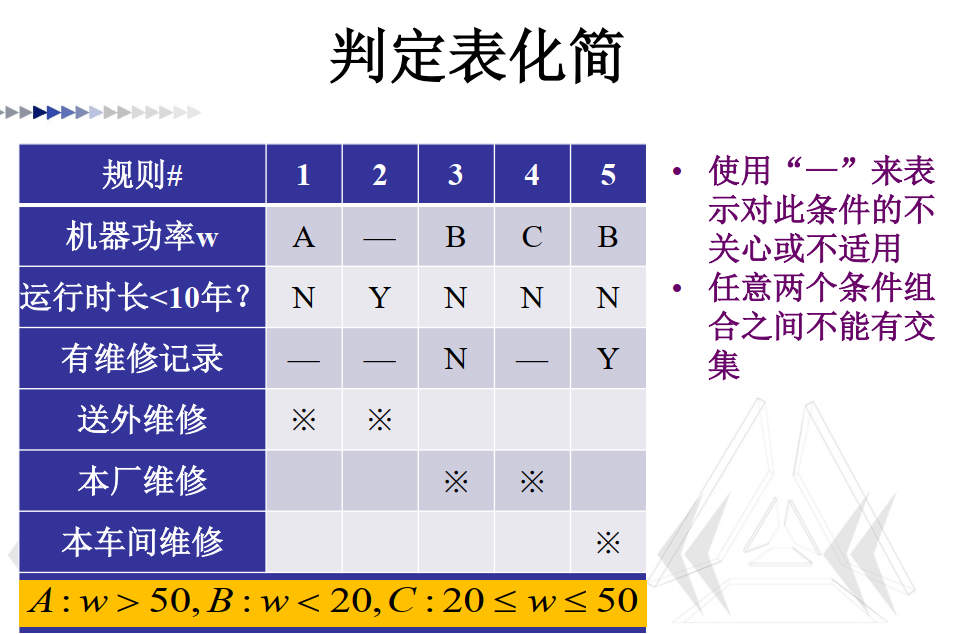 判定表化简
规则# 1 2 3 4 5
机器功率w A — B C B
运行时长<10年? N Y N N N
有维修记录 — — N — Y
送外维修 ※ ※
本厂维修 ※ ※
本车间维修 ※
A : w > 50, B : w < 20, C : 20 ≤ w ≤ 50
• 使用“—”来表
示对此条件的不
关心或不适用
• 任意两个条件组
合之间不能有交
集